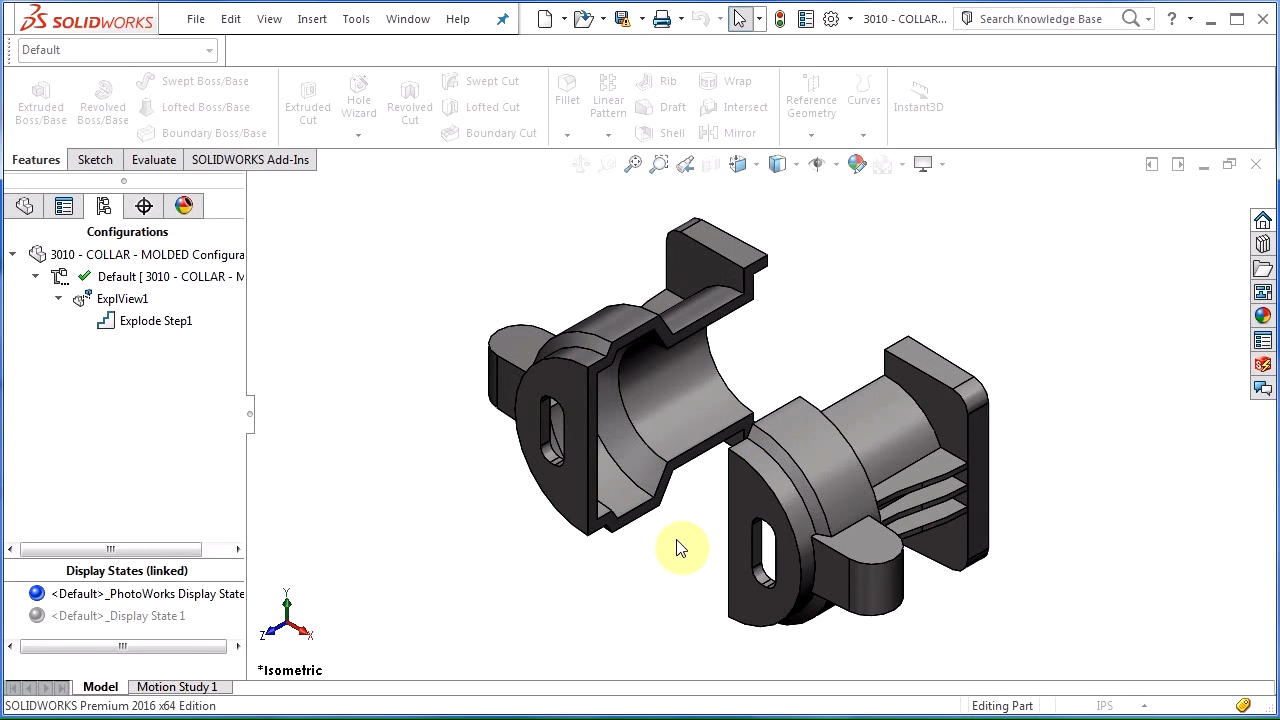 SOLIDWORKS File Edit View Insert Tools Window Help 3010 - COLLAR... Search Knowledge Base ?
Default
Extruded Boss/Base
Revolved Boss/Base
Swept Boss/Base
Lofted Boss/Base
Boundary Boss/Base
Extruded Cut
Hole Wizard
Revolved Cut
Swept Cut
Lofted Cut
Boundary Cut
Fillet
Linear Pattern
Rib
Draft
Shell
Wrap
Intersect
Mirror
Reference Geometry
Curves
Instant3D
Features Sketch Evaluate SOLIDWORKS Add-Ins
Configurations
3010 - COLLAR - MOLDED Configura
Default [ 3010 - COLLAR - M
ExplView1
Explode Step1
Display States (linked)
<Default>_PhotoWorks Display State
<Default>_Display State 1
Y
Z X
*Isometric
Model Motion Study 1
SOLIDWORKS Premium 2016 x64 Edition Editing Part IPS